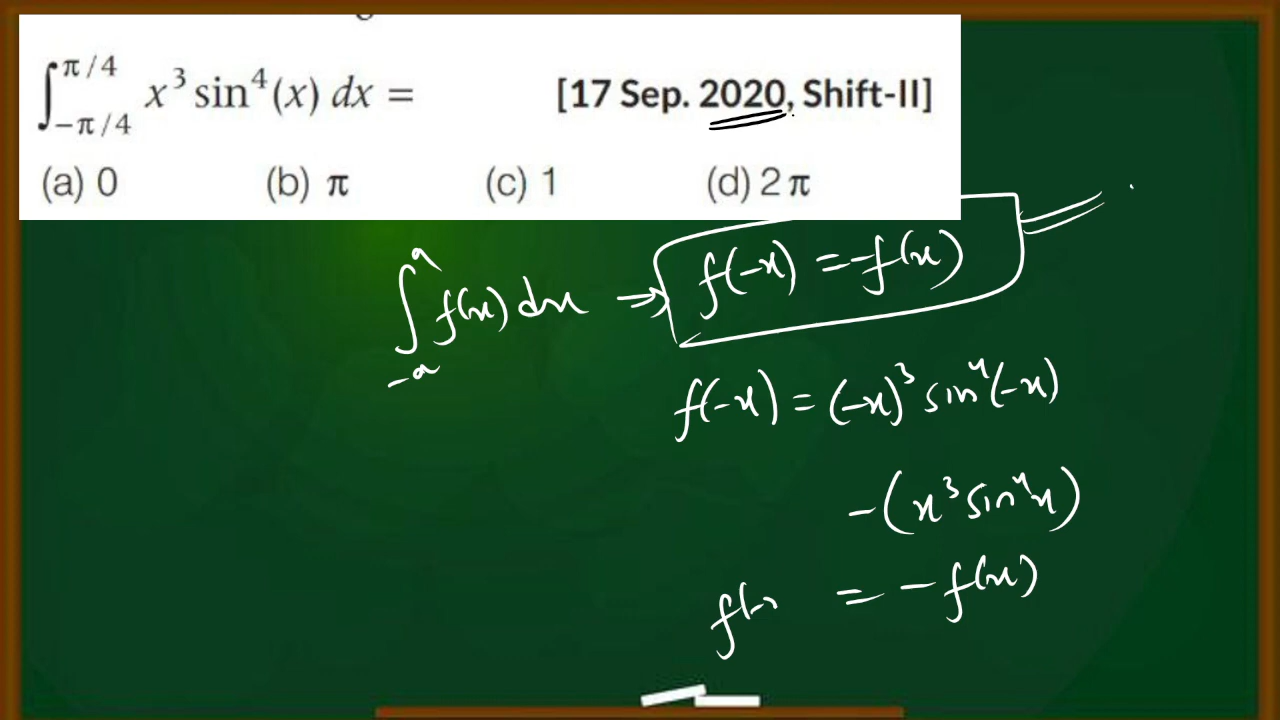 ∫_{-π/4}^{π/4} x³ sin⁴(x) dx = [17 Sep. 2020, Shift-II]
(a) 0 (b) π (c) 1 (d) 2π
∫_{-a}^{a} f(x) dx ⇒ f(-x) = -f(x)
f(-x) = (-x)³ sin⁴(-x)
-(x³ sin⁴x)
f(- = -f(x)